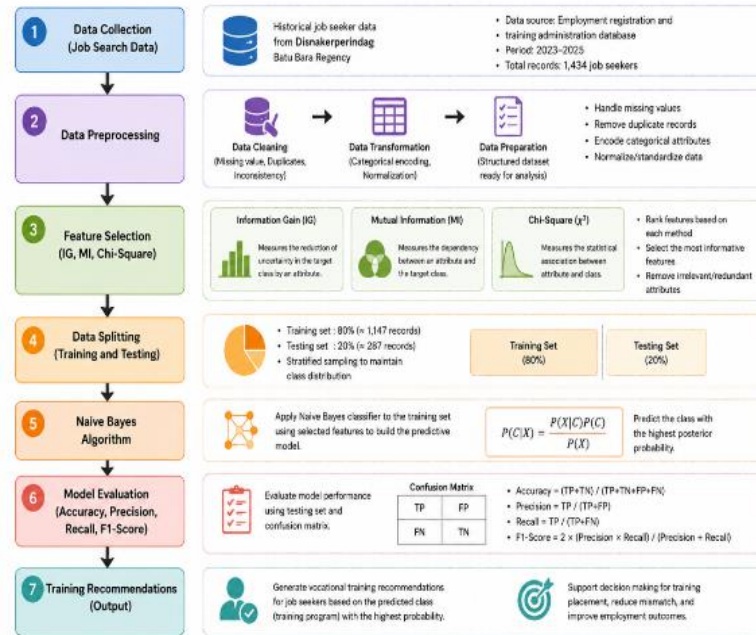 1
Data Collection
(Job Search Data)
Historical job seeker data
from Disnakerperindag
Batu Bara Regency
• Data source: Employment registration and
• training administration database
• Period: 2023–2025
• Total records: 1,434 job seekers
2
Data Preprocessing
Data Cleaning
(Missing value, Duplicates,
Inconsistency)
Data Transformation
(Categorical encoding,
Normalization)
Data Preparation
(Structured dataset
ready for analysis)
• Handle missing values
• Remove duplicate records
• Encode categorical attributes
• Normalize/standardize data
3
Feature Selection
(IG, MI, Chi-Square)
Information Gain (IG)
Measures the reduction of
uncertainty in the target
class by an attribute.
Mutual Information (MI)
Measures the dependency
between an attribute and
the target class.
Chi-Square (χ²)
Measures the statistical
association between
attribute and class.
• Rank features based on
each method
• Select the most informative
features
• Remove irrelevant/redundant
attributes
4
Data Splitting
(Training and Testing)
• Training set : 80% (≈ 1,147 records)
• Testing set : 20% (≈ 287 records)
• Stratified sampling to maintain
class distribution
Training Set
(80%)
Testing Set
(20%)
5
Naive Bayes
Algorithm
Apply Naive Bayes classifier to the training set
using selected features to build the predictive
model.
P(C|X) = P(X|C)P(C) / P(X)
Predict the class with
the highest posterior
probability.
6
Model Evaluation
(Accuracy, Precision,
Recall, F1-Score)
Evaluate model performance
using testing set and
confusion matrix.
Confusion Matrix
TP FP
FN TN
• Accuracy = (TP+TN) / (TP+TN+FP+FN)
• Precision = TP / (TP+FP)
• Recall = TP / (TP+FN)
• F1-Score = 2 × (Precision × Recall) / (Precision + Recall)
7
Training Recommendations
(Output)
Generate vocational training recommendations
for job seekers based on the predicted class
(training program) with the highest probability.
Support decision making for training
placement, reduce mismatch, and
improve employment outcomes.